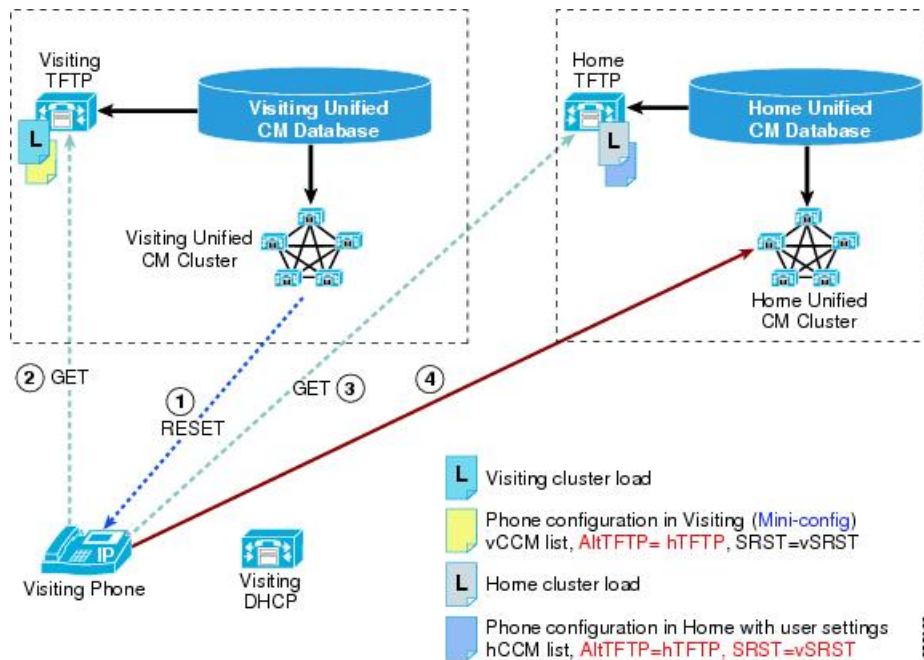 Visiting
TFTP
Visiting Unified
CM Database
Home
TFTP
Home Unified
CM Database
L
L
Visiting Unified
CM Cluster
Home Unified
CM Cluster
2 GET
1
RESET
GET 3
4
IP
Visiting Phone
Visiting
DHCP
L Visiting cluster load
Phone configuration in Visiting (Mini-config)
vCCM list, AltTFTP= hTFTP, SRST=vSRST
L Home cluster load
Phone configuration in Home with user settings
hCCM list, AltTFTP=hTFTP, SRST=vSRST